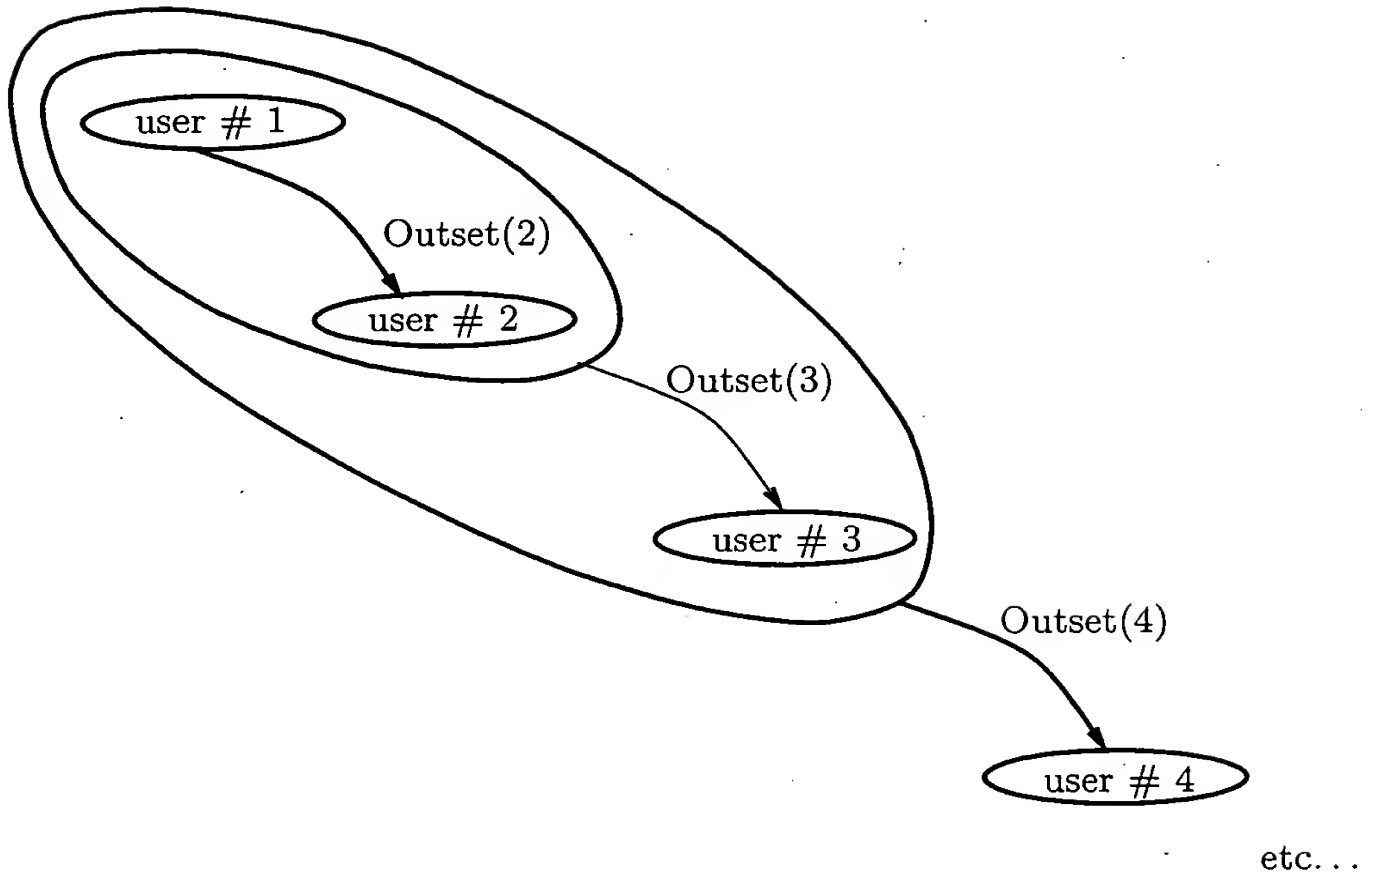 user # 1
Outset(2)
user # 2
Outset(3)
user # 3
Outset(4)
user # 4
etc...